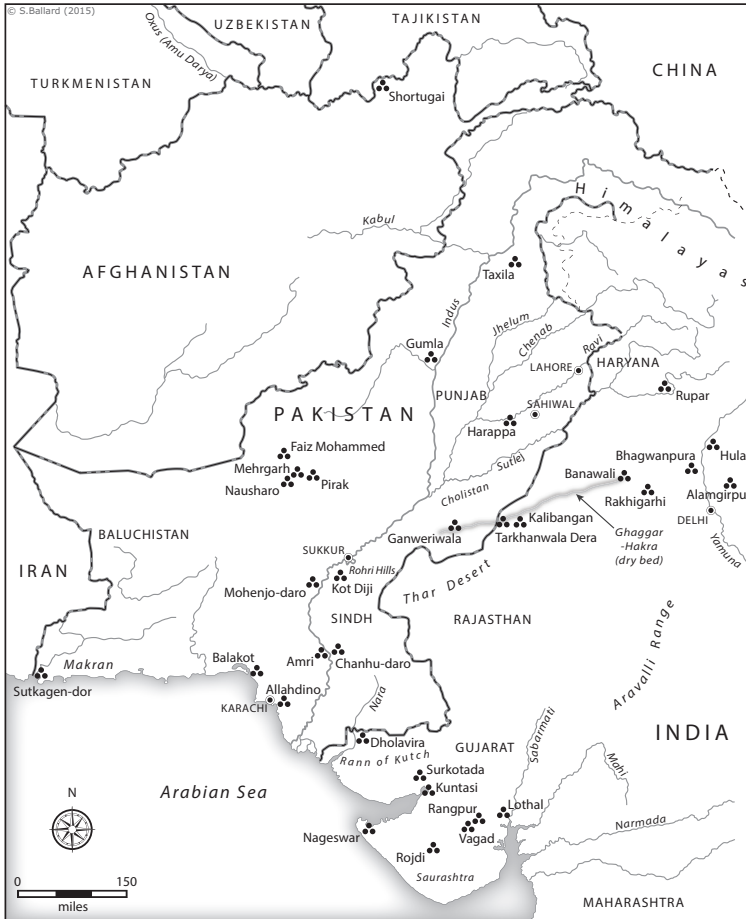 © S.Ballard (2015)
UZBEKISTAN
TAJIKISTAN
Oxus (Amu Darya)
TURKMENISTAN
CHINA
Shortugai
Himalayas
Kabul
AFGHANISTAN
Taxila
Indus
Jhelum
Chenab
Ravi
Gumla
LAHORE
HARYANA
PUNJAB
Rupar
PAKISTAN
SAHIWAL
Harappa
Faiz Mohammed
Mehrgarh
Pirak
Nausharo
Sutlej
Cholistan
Bhagwanpura
Hula
Banawali
Rakhigarhi
Alamgirpu
Kalibangan
Ganweriwala
Tarkhanwala Dera
DELHI
Ghaggar
-Hakra
(dry bed)
Yamuna
BALUCHISTAN
SUKKUR
Rohri Hills
IRAN
Mohenjo-daro
Kot Diji
Thar Desert
SINDH
RAJASTHAN
Aravalli Range
Makran
Balakot
Amri
Chanhu-daro
Sutkagen-dor
Allahdino
KARACHI
Nara
INDIA
Dholavira
Rann of Kutch
GUJARAT
Sabarmati
Mahi
Surkotada
Arabian Sea
Kuntasi
N
Rangpur
Lothal
Narmada
Nageswar
Vagad
Rojdi
Saurashtra
0
150
miles
MAHARASHTRA